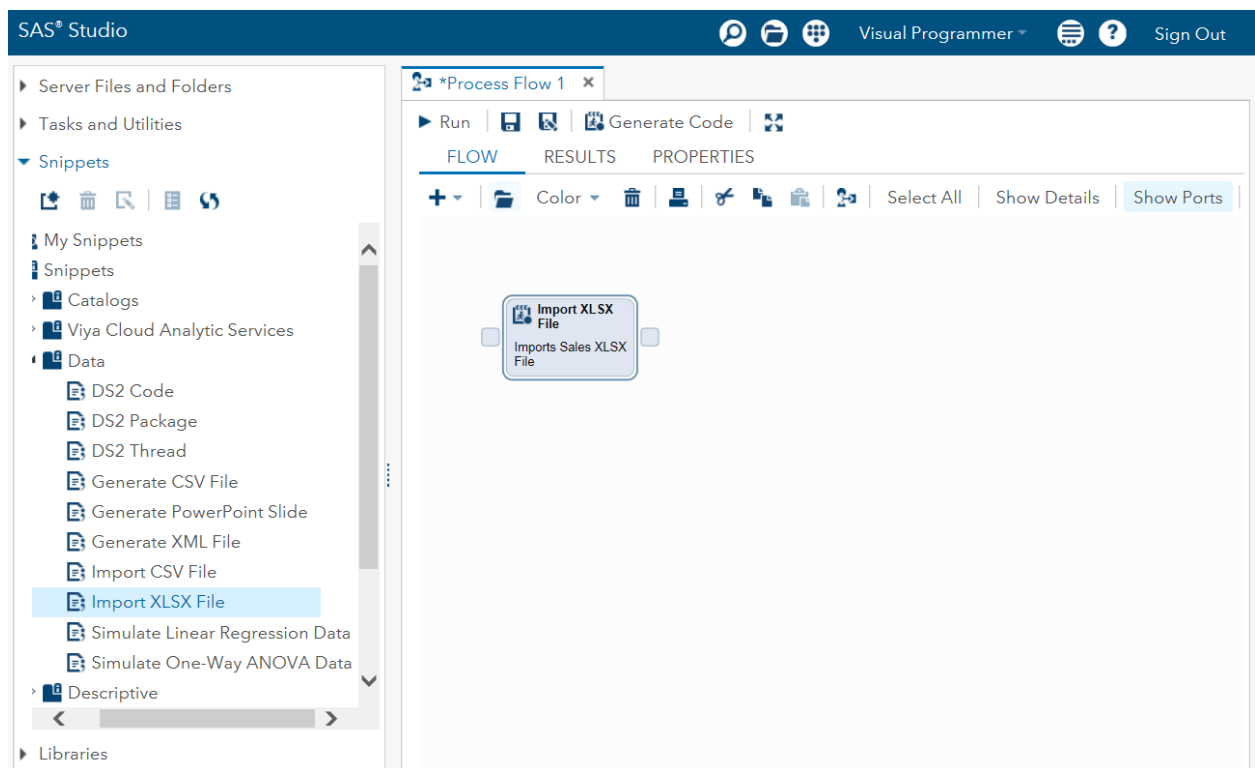 SAS® Studio
Visual Programmer
Sign Out
Server Files and Folders
Tasks and Utilities
Snippets
My Snippets
Snippets
Catalogs
Viya Cloud Analytic Services
Data
DS2 Code
DS2 Package
DS2 Thread
Generate CSV File
Generate PowerPoint Slide
Generate XML File
Import CSV File
Import XLSX File
Simulate Linear Regression Data
Simulate One-Way ANOVA Data
Descriptive
Libraries
*Process Flow 1
Run
Generate Code
FLOW RESULTS PROPERTIES
Color Select All Show Details Show Ports
Import XLSX
File
Imports Sales XLSX
File